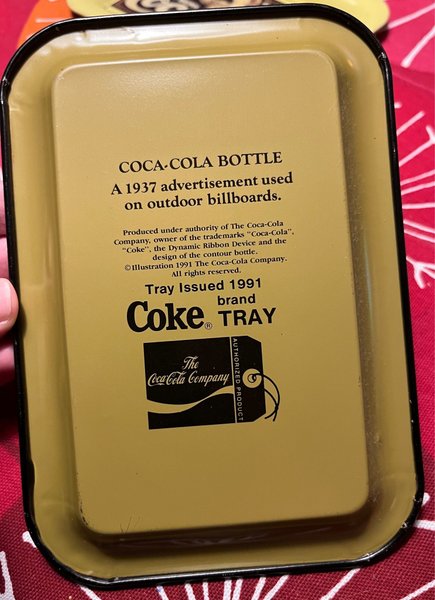 COCA-COLA BOTTLE
A 1937 advertisement used
on outdoor billboards.
Produced under authority of The Coca-Cola
Company, owner of the trademarks "Coca-Cola",
"Coke", the Dynamic Ribbon Device and the
design of the contour bottle.
©Illustration 1991 The Coca-Cola Company.
All rights reserved.
Tray Issued 1991
Coke® brand
TRAY
The
Coca-Cola Company
AUTHORIZED PRODUCT